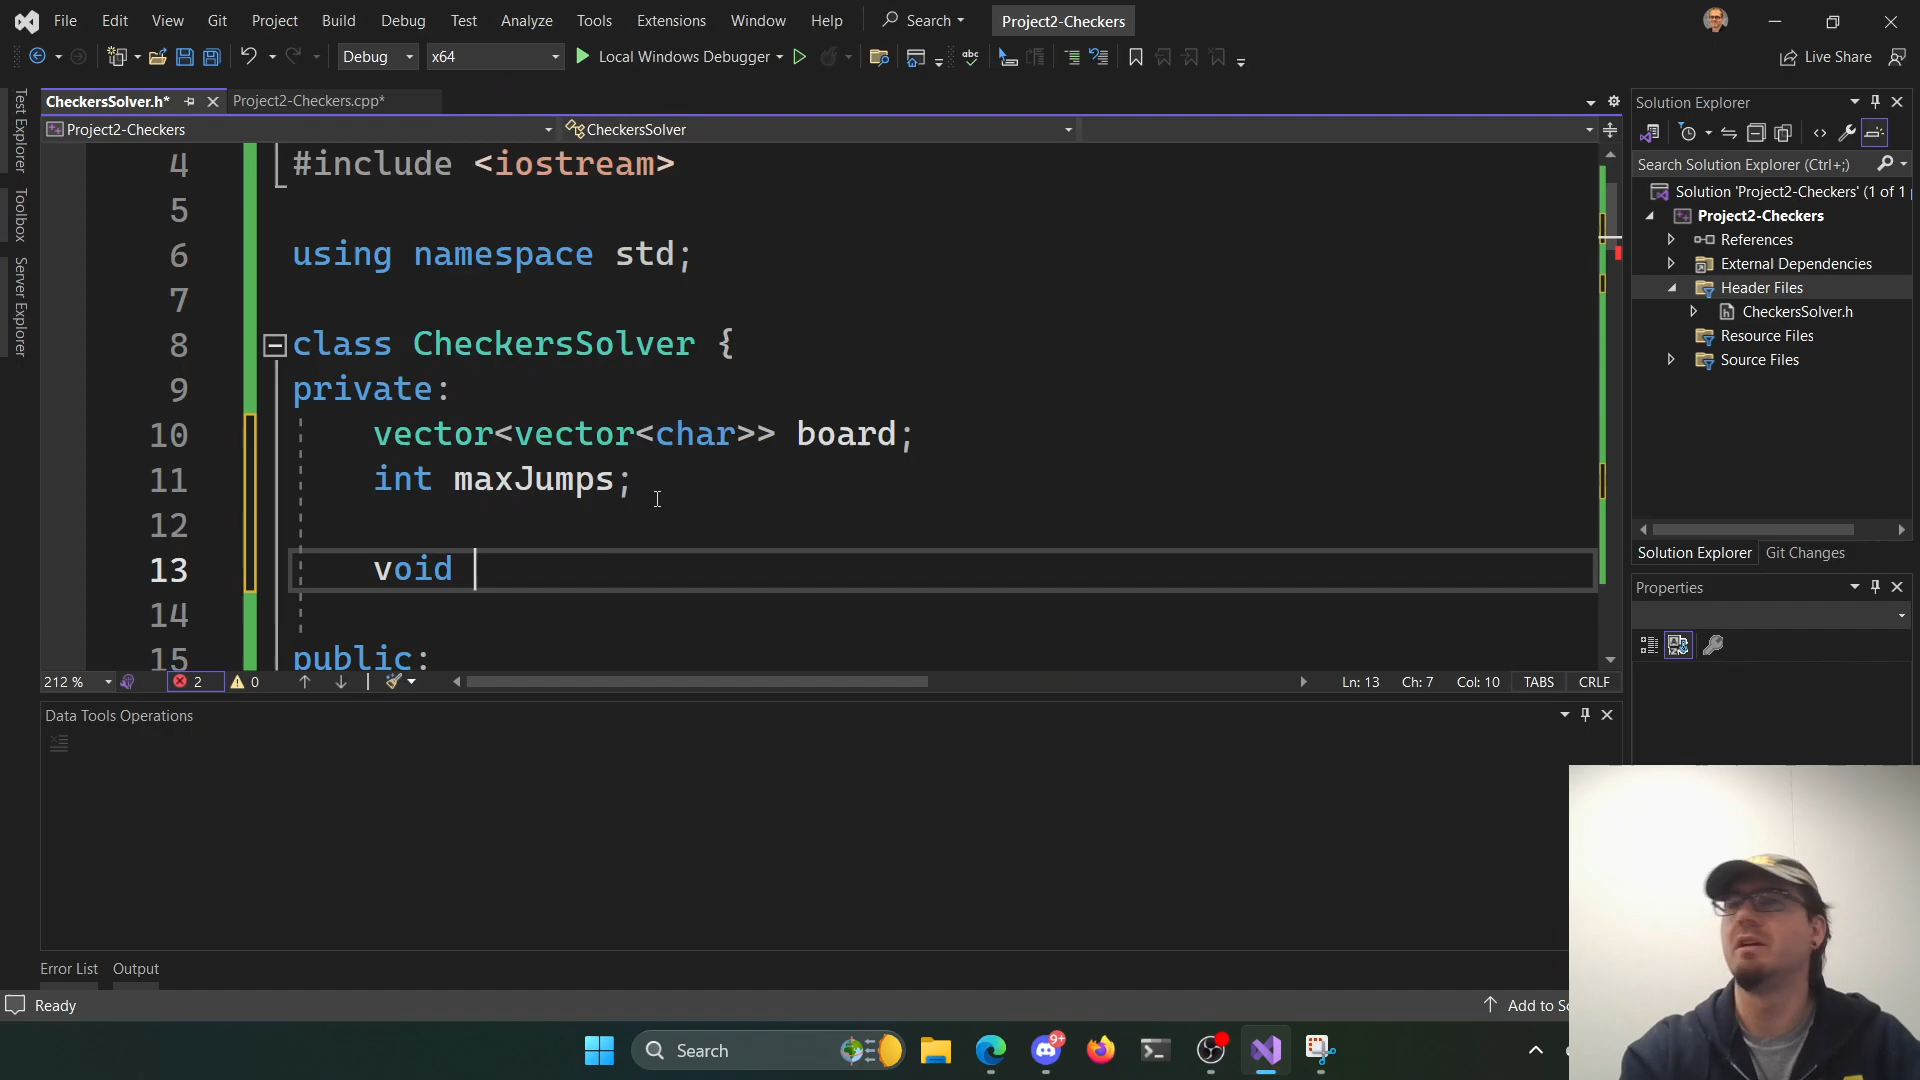 File Edit View Git Project Build Debug Test Analyze Tools Extensions Window Help Search Project2-Checkers
Debug x64 Local Windows Debugger Live Share
Test Explorer
Toolbox
Server Explorer
CheckersSolver.h* Project2-Checkers.cpp*
Project2-Checkers CheckersSolver
4 #include <iostream>
5
6 using namespace std;
7
8 class CheckersSolver {
9 private:
10 vector<vector<char>> board;
11 int maxJumps;
12
13 void
14
15 public:
212 % 2 0 Ln: 13 Ch: 7 Col: 10 TABS CRLF
Data Tools Operations
Error List Output
Ready Add to So
Solution Explorer
Search Solution Explorer (Ctrl+;)
Solution 'Project2-Checkers' (1 of 1
Project2-Checkers
References
External Dependencies
Header Files
CheckersSolver.h
Resource Files
Source Files
Solution Explorer Git Changes
Properties
Search
9+